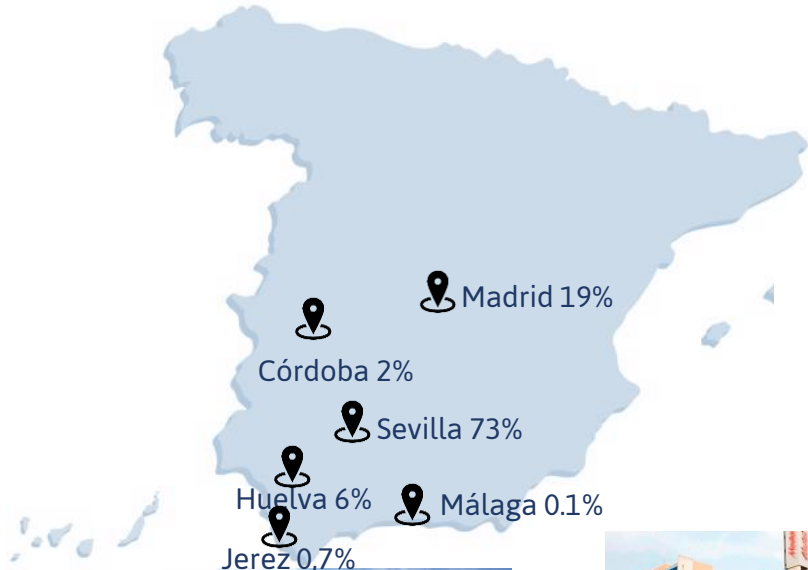 Madrid 19%
Córdoba 2%
Sevilla 73%
Huelva 6%
Málaga 0.1%
Jerez 0,7%